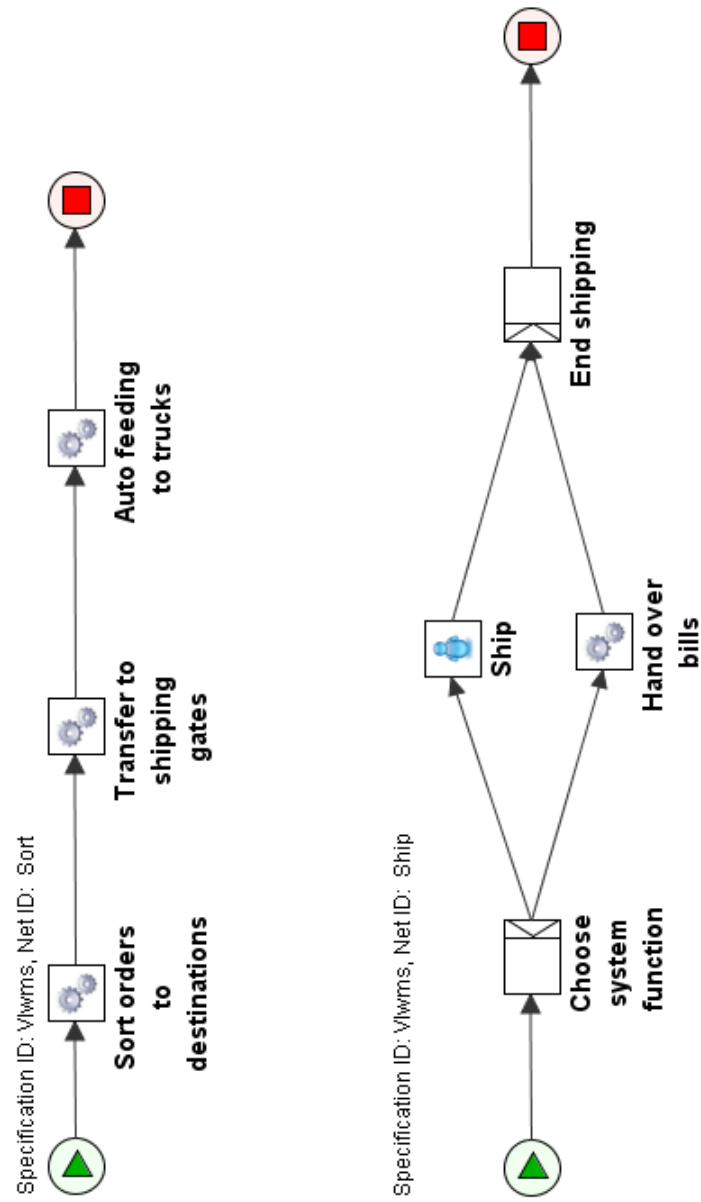 Specification ID: Vlwms, Net ID: Sort
Sort orders
to
destinations
Transfer to
shipping
gates
Auto feeding
to trucks
Specification ID: Vlwms, Net ID: Ship
Choose
system
function
Ship
Hand over
bills
End shipping